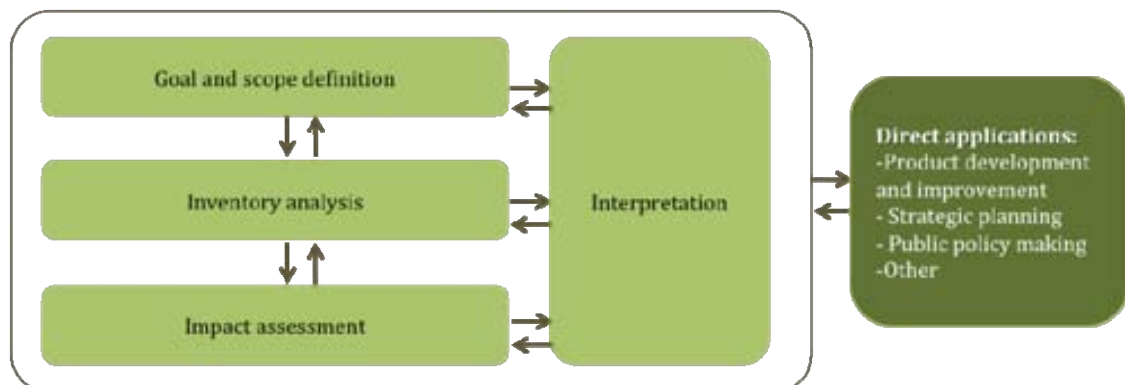 Goal and scope definition
Inventory analysis
Impact assessment
Interpretation
Direct applications:
-Product development
and improvement
- Strategic planning
- Public policy making
-Other